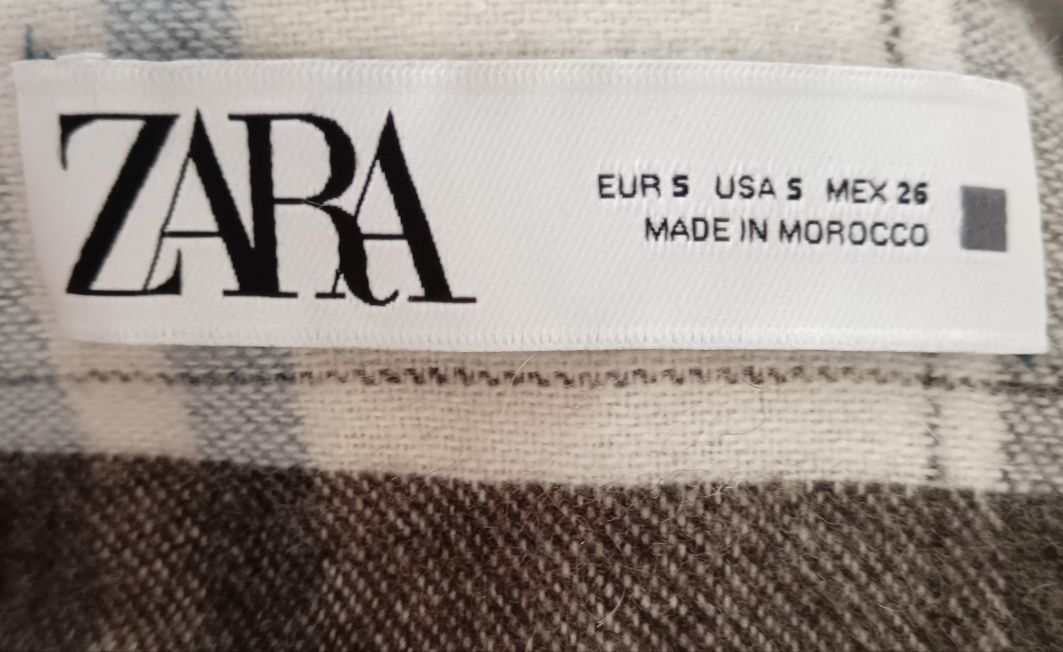 ZARA
EUR S USA S MEX 26
MADE IN MOROCCO